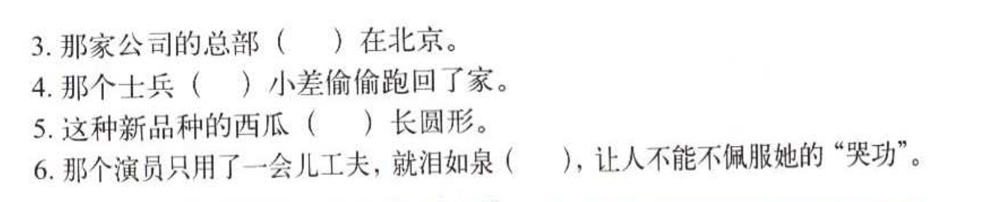 3. 那家公司的总部（　）在北京。
4. 那个士兵（　）小差偷偷跑回了家。
5. 这种新品种的西瓜（　）长圆形。
6. 那个演员只用了一会儿工夫，就泪如泉（　），让人不能不佩服她的“哭功”。